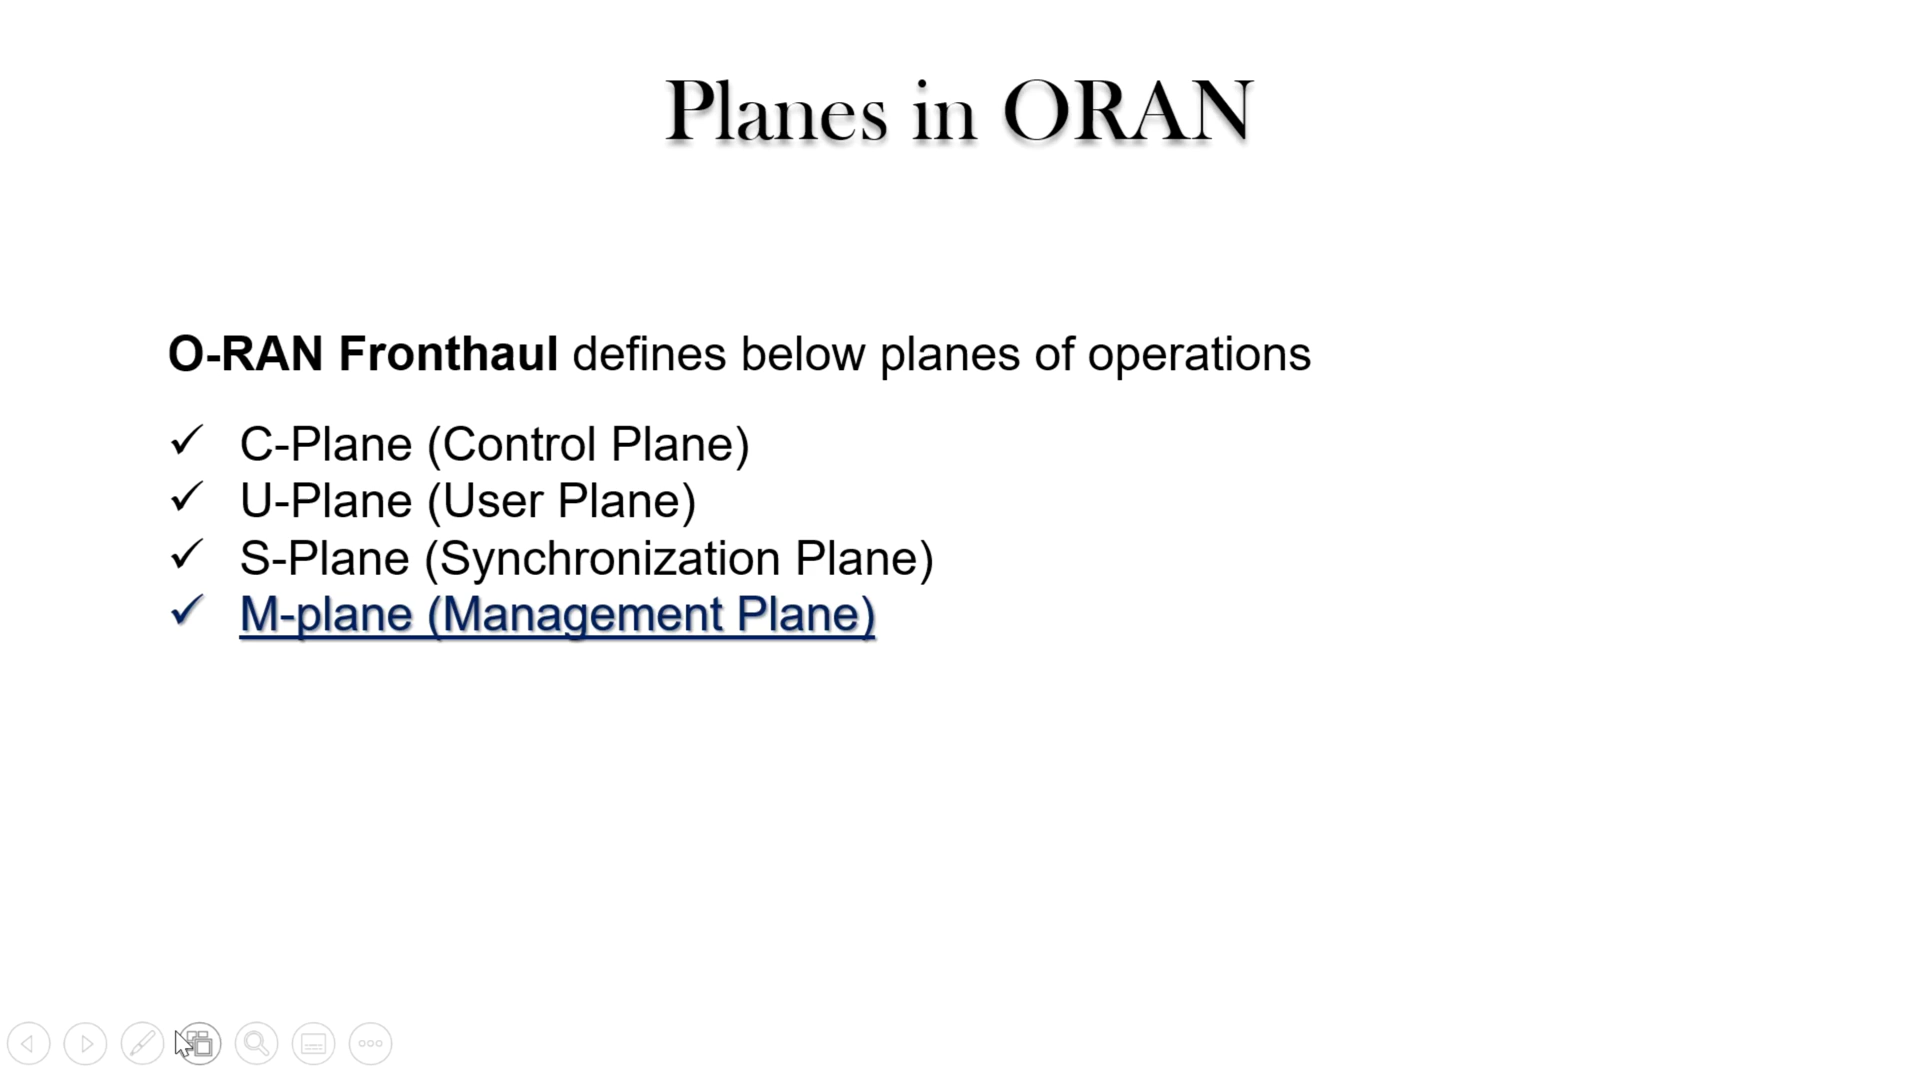 Planes in ORAN
O-RAN Fronthaul defines below planes of operations
✓ C-Plane (Control Plane)
✓ U-Plane (User Plane)
✓ S-Plane (Synchronization Plane)
✓ M-plane (Management Plane)